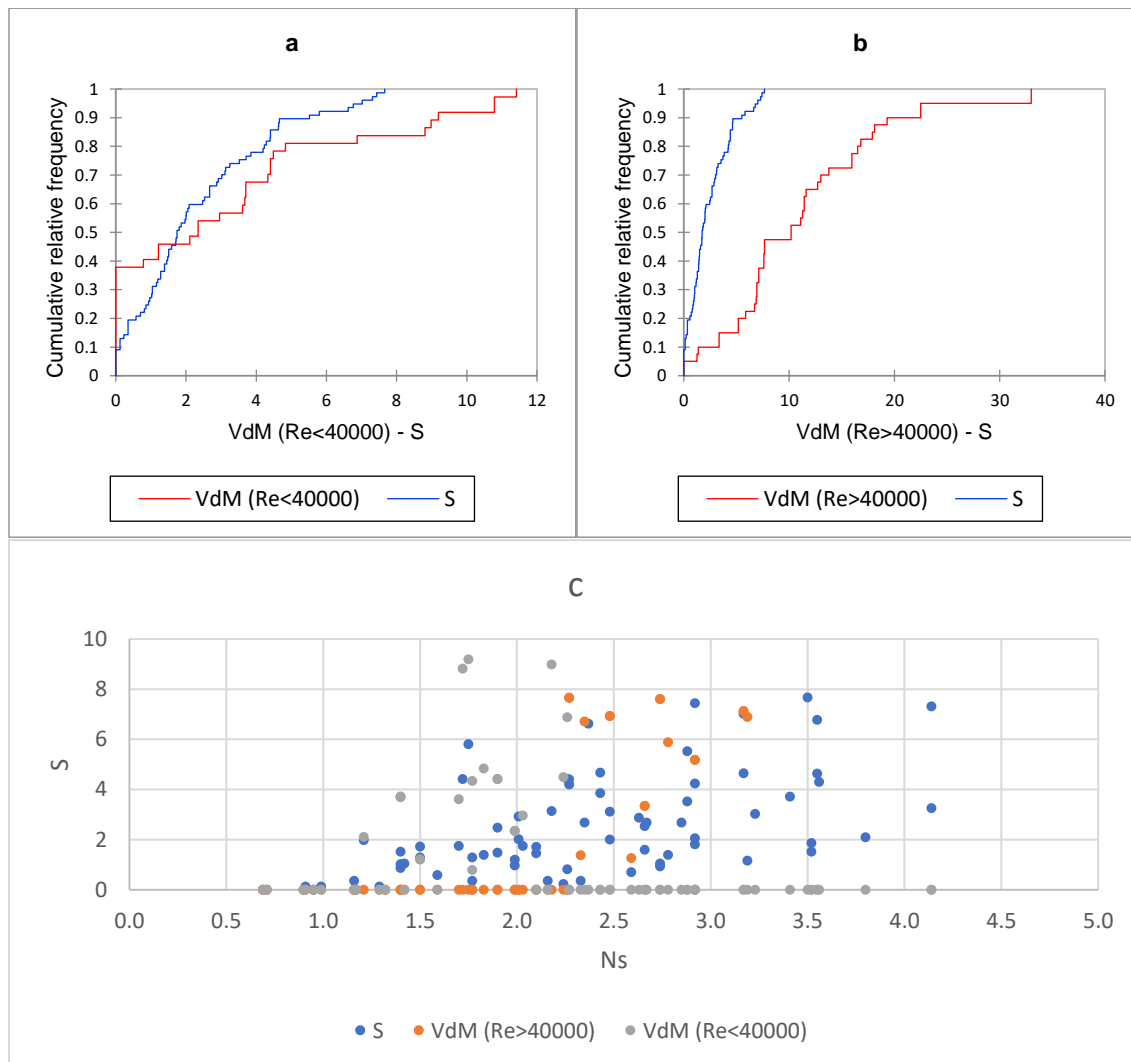 a
Cumulative relative frequency
1
0.9
0.8
0.7
0.6
0.5
0.4
0.3
0.2
0.1
0
0 2 4 6 8 10 12
VdM (Re<40000) - S
VdM (Re<40000) S
b
Cumulative relative frequency
1
0.9
0.8
0.7
0.6
0.5
0.4
0.3
0.2
0.1
0
0 10 20 30 40
VdM (Re>40000) - S
VdM (Re>40000) S
c
S
10
8
6
4
2
0
0.0 0.5 1.0 1.5 2.0 2.5 3.0 3.5 4.0 4.5 5.0
Ns
S VdM (Re>40000) VdM (Re<40000)